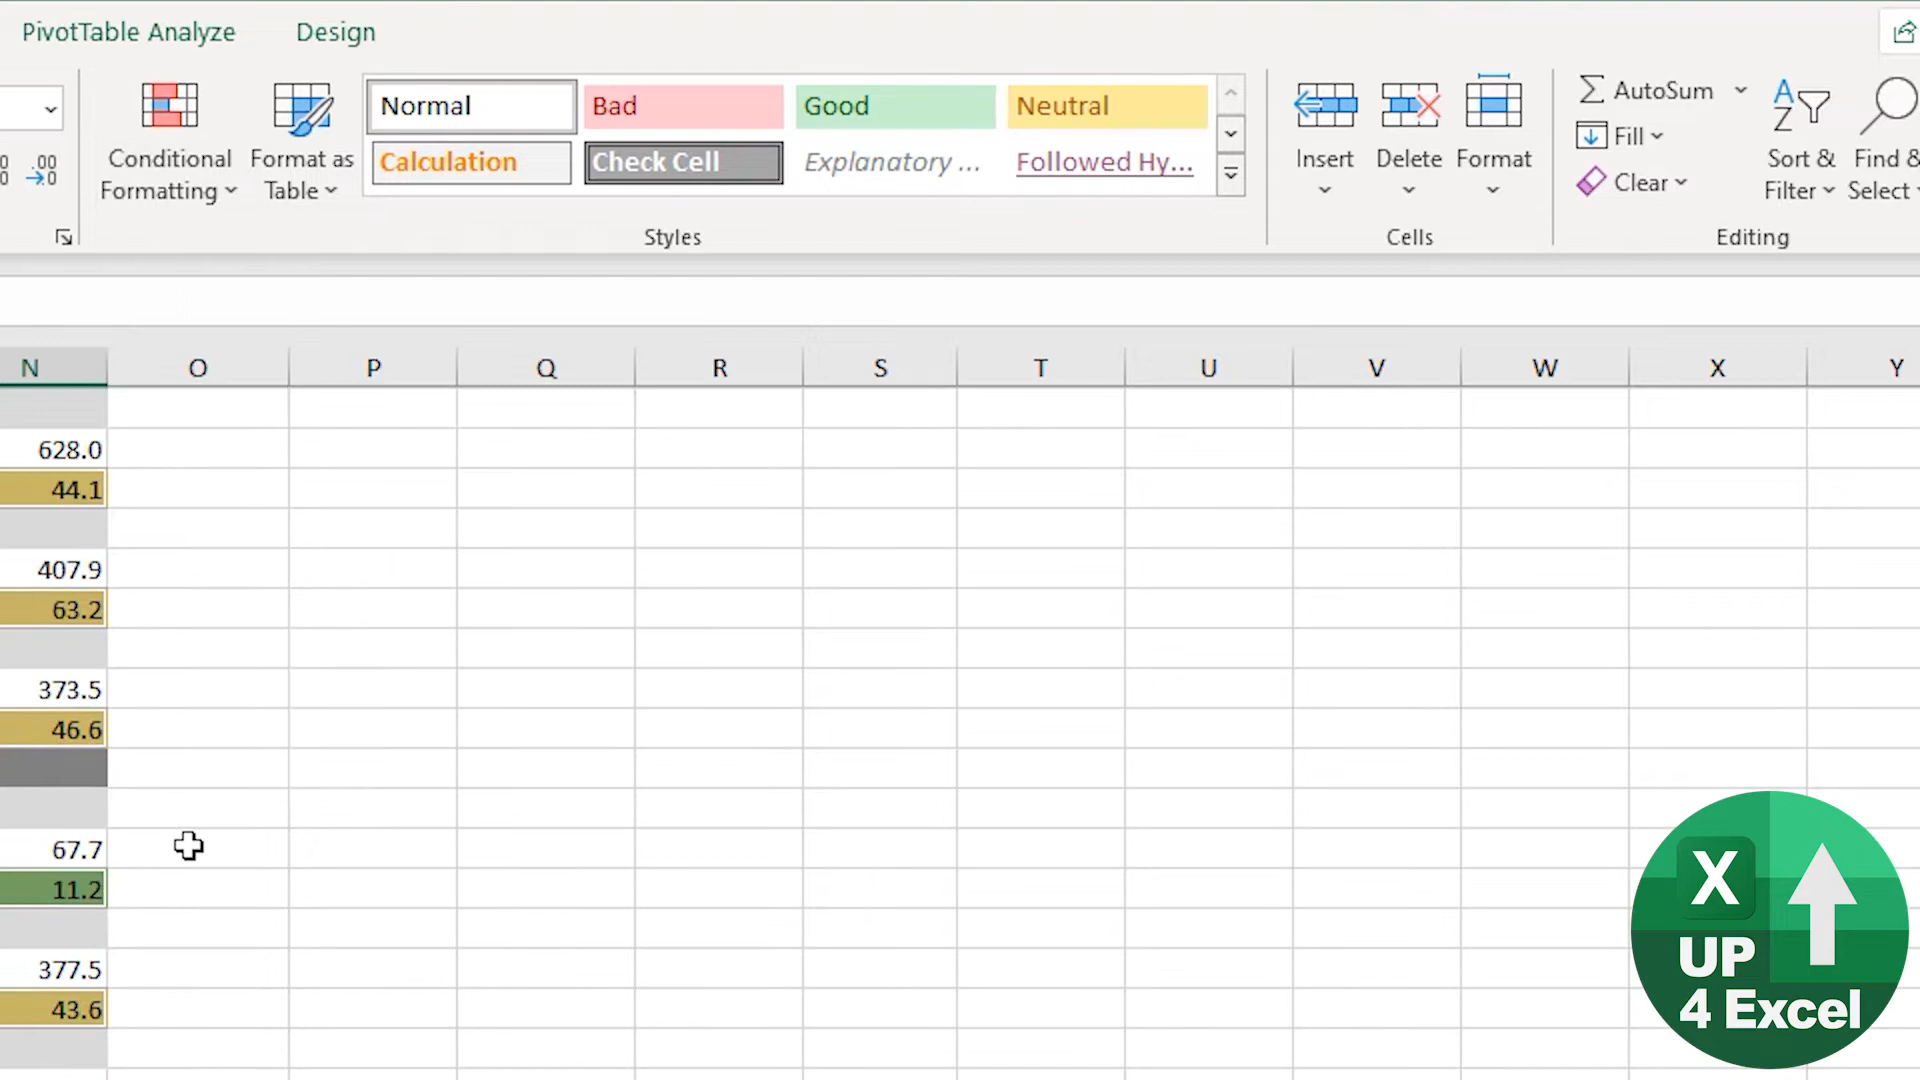 PivotTable Analyze Design
Normal Bad Good Neutral
Calculation Check Cell Explanatory ... Followed Hy...
Conditional Formatting
Format as Table
Styles
Insert Delete Format
Cells
AutoSum
Fill
Clear
Sort & Filter
Find & Select
Editing
N O P Q R S T U V W X Y
628.0
44.1
407.9
63.2
373.5
46.6
67.7
11.2
377.5
43.6
X
UP
4 Excel